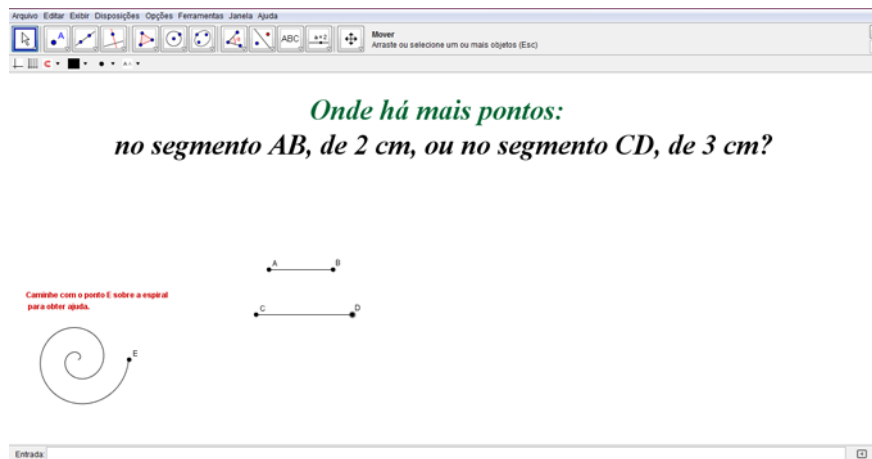 Arquivo Editar Exibir Disposições Opções Ferramentas Janela Ajuda
A
ABC
a=2
Mover
Arraste ou selecione um ou mais objetos (Esc)
Onde há mais pontos:
no segmento AB, de 2 cm, ou no segmento CD, de 3 cm?
A B
Caminhe com o ponto E sobre a espiral
para obter ajuda.
C D
E
Entrada: